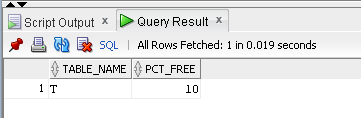 Script Output x Query Result x
SQL | All Rows Fetched: 1 in 0.019 seconds
TABLE_NAME PCT_FREE
1 T 10